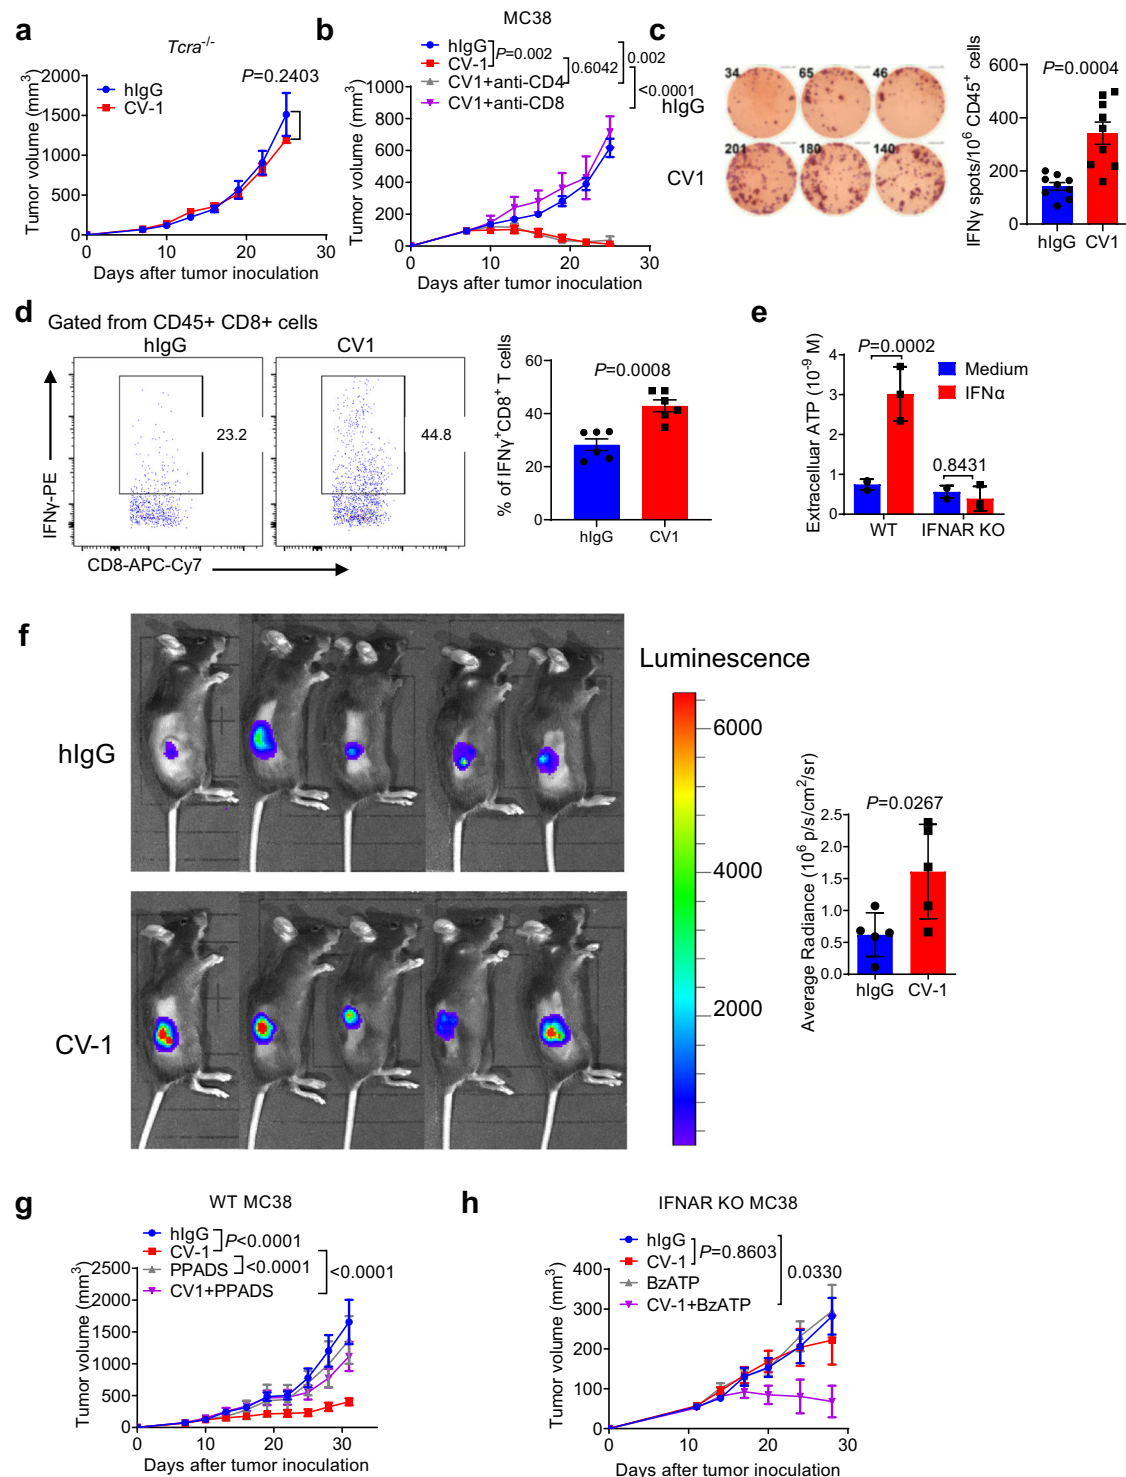 a
Tcra-/-
P=0.2403
hIgG
CV-1
Tumor volume (mm3)
2000
1500
1000
500
0
0 10 20 30
Days after tumor inoculation
b
MC38
hIgG
CV-1
CV1+anti-CD4
CV1+anti-CD8
P=0.002
0.6042
0.002
<0.0001
Tumor volume (mm3)
1000
800
600
400
200
0
0 10 20 30
Days after tumor inoculation
c
hIgG
34 65 46
CV1
201 180 140
P=0.0004
IFNγ spots/106 CD45+ cells
600
400
200
0
hIgG CV1
d
Gated from CD45+ CD8+ cells
hIgG CV1
23.2
44.8
IFNγ-PE
CD8-APC-Cy7
P=0.0008
% of IFNγ+CD8+ T cells
60
40
20
0
hIgG CV1
e
P=0.0002
Medium
IFNα
0.8431
Extracelluar ATP (10-9 M)
4
3
2
1
0
WT IFNAR KO
f
hIgG
CV-1
Luminescence
6000
4000
2000
P=0.0267
Average Radiance (106 p/s/cm2/sr)
2.5
2.0
1.5
1.0
0.5
0.0
hIgG CV-1
g
WT MC38
hIgG
CV-1
PPADS
CV1+PPADS
P<0.0001
<0.0001
<0.0001
Tumor volume (mm3)
2500
2000
1500
1000
500
0
0 10 20 30
Days after tumor inoculation
h
IFNAR KO MC38
hIgG
CV-1
BzATP
CV-1+BzATP
P=0.8603
0.0330
Tumor volume (mm3)
400
300
200
100
0
0 10 20 30
Days after tumor inoculation